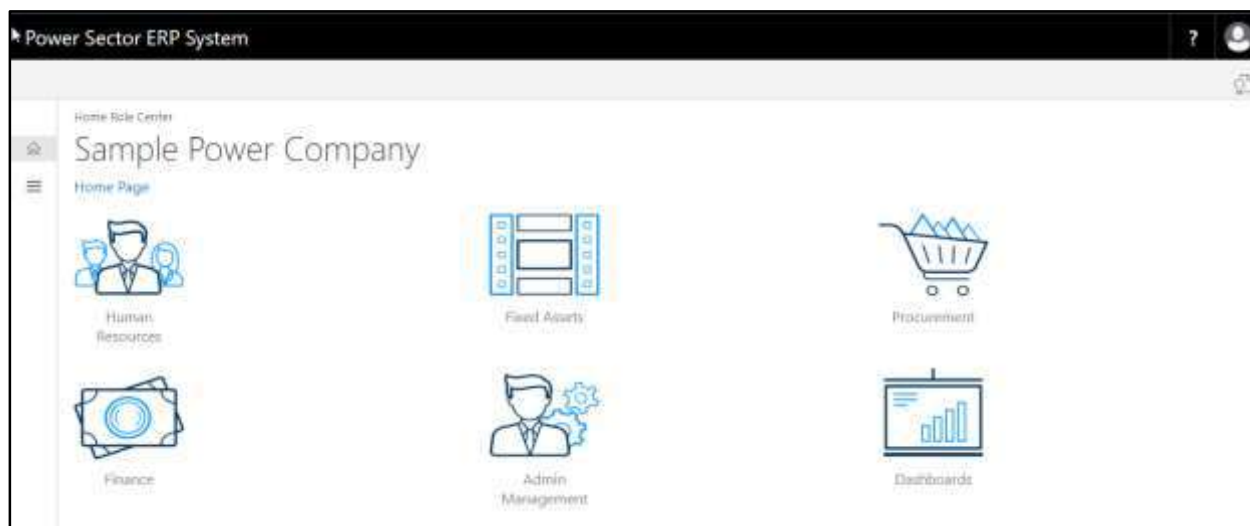 Power Sector ERP System
?
Home Role Center
Sample Power Company
Home Page
Human
Resources
Fixed Assets
Procurement
Finance
Admin
Management
Dashboards